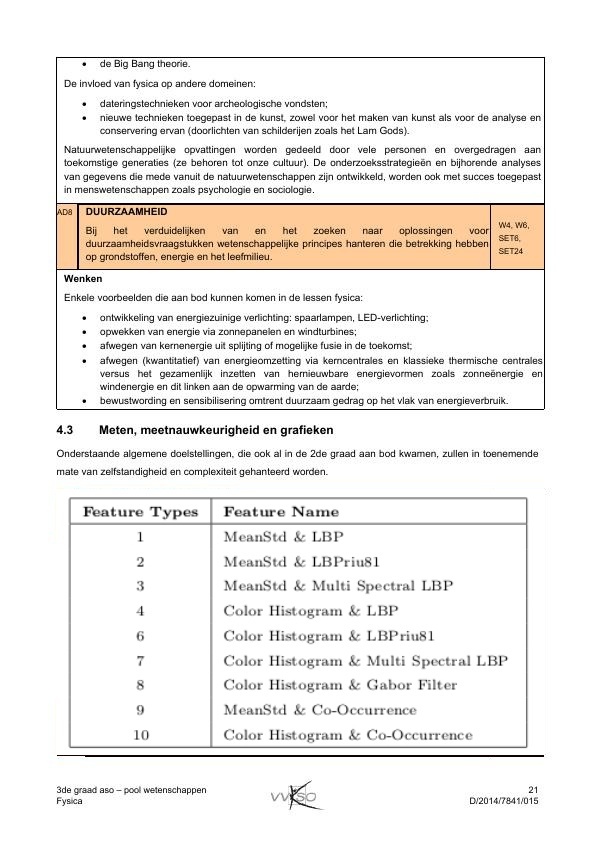 • de Big Bang theorie.
De invloed van fysica op andere domeinen:
• dateringstechnieken voor archeologische vondsten;
• nieuwe technieken toegepast in de kunst, zowel voor het maken van kunst als voor de analyse en
conservering ervan (doorlichten van schilderijen zoals het Lam Gods).
Natuurwetenschappelijke opvattingen worden gedeeld door vele personen en overgedragen aan
toekomstige generaties (ze behoren tot onze cultuur). De onderzoeksstrategieën en bijhorende analyses
van gegevens die mede vanuit de natuurwetenschappen zijn ontwikkeld, worden ook met succes toegepast
in menswetenschappen zoals psychologie en sociologie.
AD8 DUURZAAMHEID
Bij het verduidelijken van en het zoeken naar oplossingen voor
duurzaamheidsvraagstukken wetenschappelijke principes hanteren die betrekking hebben
op grondstoffen, energie en het leefmilieu.
W4, W6,
SET6,
SET24
Wenken
Enkele voorbeelden die aan bod kunnen komen in de lessen fysica:
• ontwikkeling van energiezuinige verlichting: spaarlampen, LED-verlichting;
• opwekken van energie via zonnepanelen en windturbines;
• afwegen van kernenergie uit splijting of mogelijke fusie in de toekomst;
• afwegen (kwantitatief) van energieomzetting via kerncentrales en klassieke thermische centrales
versus het gezamenlijk inzetten van hernieuwbare energievormen zoals zonneënergie en
windenergie en dit linken aan de opwarming van de aarde;
• bewustwording en sensibilisering omtrent duurzaam gedrag op het vlak van energieverbruik.
4.3 Meten, meetnauwkeurigheid en grafieken
Onderstaande algemene doelstellingen, die ook al in de 2de graad aan bod kwamen, zullen in toenemende
mate van zelfstandigheid en complexiteit gehanteerd worden.
Feature Types Feature Name
1 MeanStd & LBP
2 MeanStd & LBPriu81
3 MeanStd & Multi Spectral LBP
4 Color Histogram & LBP
6 Color Histogram & LBPriu81
7 Color Histogram & Multi Spectral LBP
8 Color Histogram & Gabor Filter
9 MeanStd & Co-Occurrence
10 Color Histogram & Co-Occurrence
3de graad aso – pool wetenschappen
Fysica
vvkso
21
D/2014/7841/015